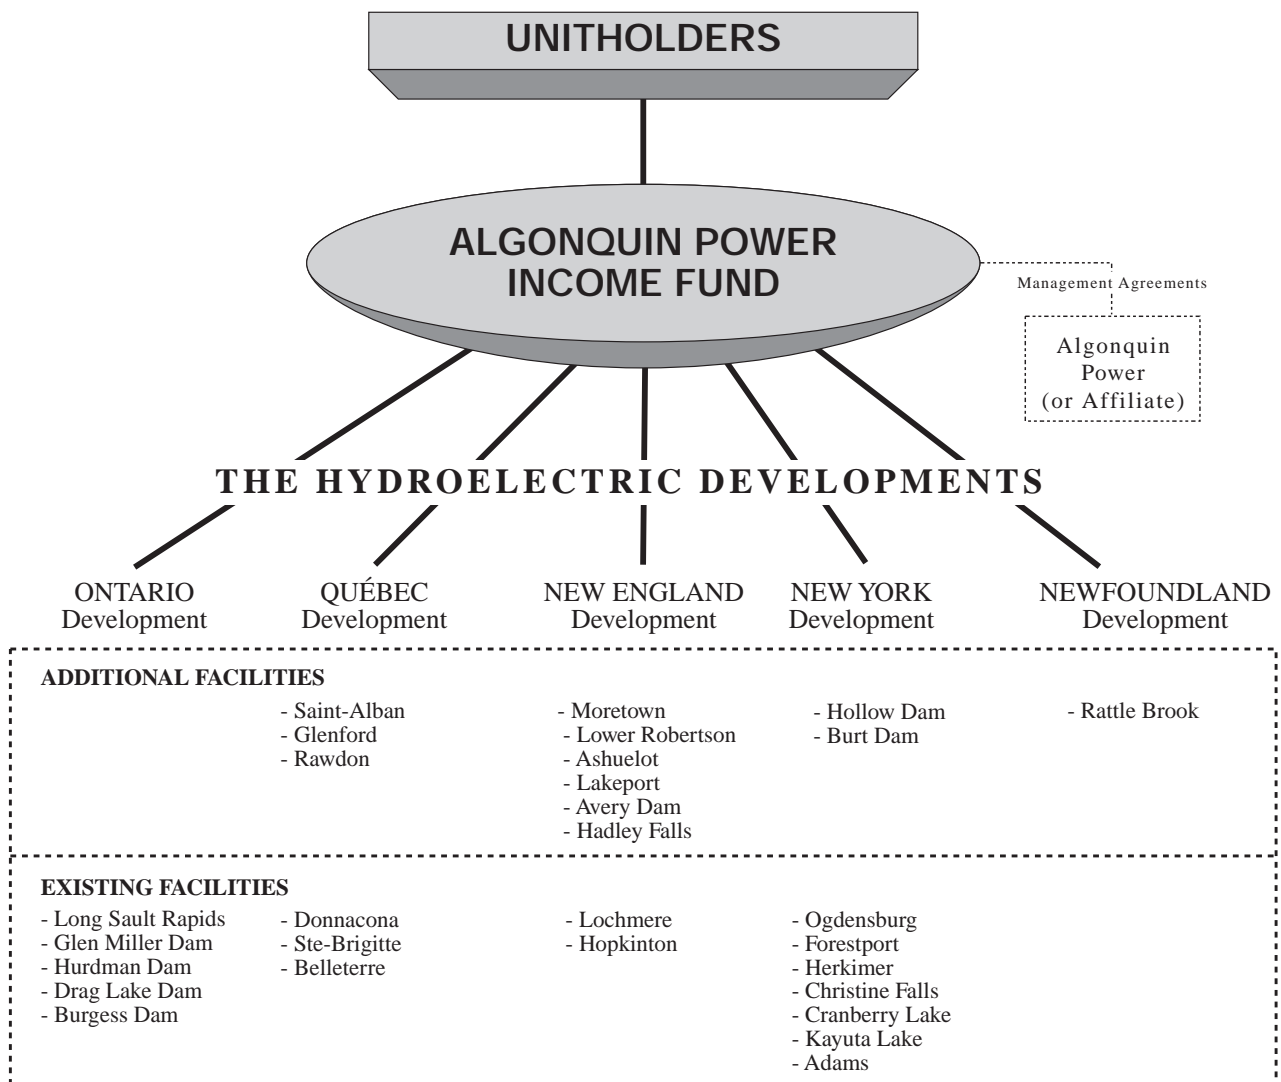 UNITHOLDERS
ALGONQUIN POWER
INCOME FUND
Management Agreements
Algonquin
Power
(or Affiliate)
THE HYDROELECTRIC DEVELOPMENTS
ONTARIO
Development
QUÉBEC
Development
NEW ENGLAND
Development
NEW YORK
Development
NEWFOUNDLAND
Development
ADDITIONAL FACILITIES
- Saint-Alban
- Glenford
- Rawdon
- Moretown
- Lower Robertson
- Ashuelot
- Lakeport
- Avery Dam
- Hadley Falls
- Hollow Dam
- Burt Dam
- Rattle Brook
EXISTING FACILITIES
- Long Sault Rapids
- Glen Miller Dam
- Hurdman Dam
- Drag Lake Dam
- Burgess Dam
- Donnacona
- Ste-Brigitte
- Belleterre
- Lochmere
- Hopkinton
- Ogdensburg
- Forestport
- Herkimer
- Christine Falls
- Cranberry Lake
- Kayuta Lake
- Adams